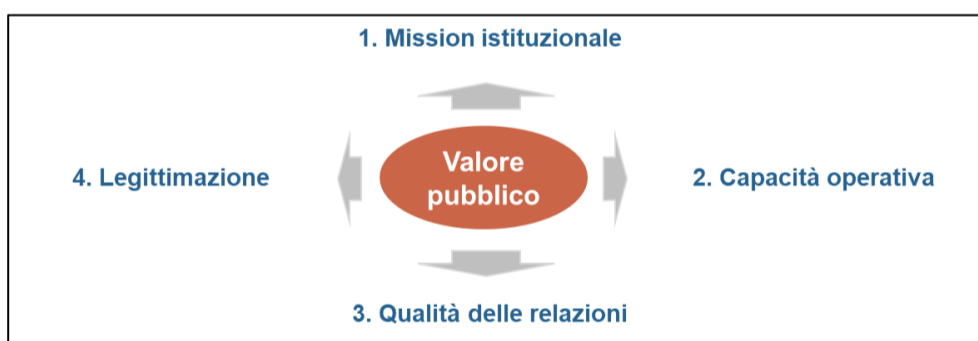 1. Mission istituzionale
4. Legittimazione
Valore
pubblico
2. Capacità operativa
3. Qualità delle relazioni